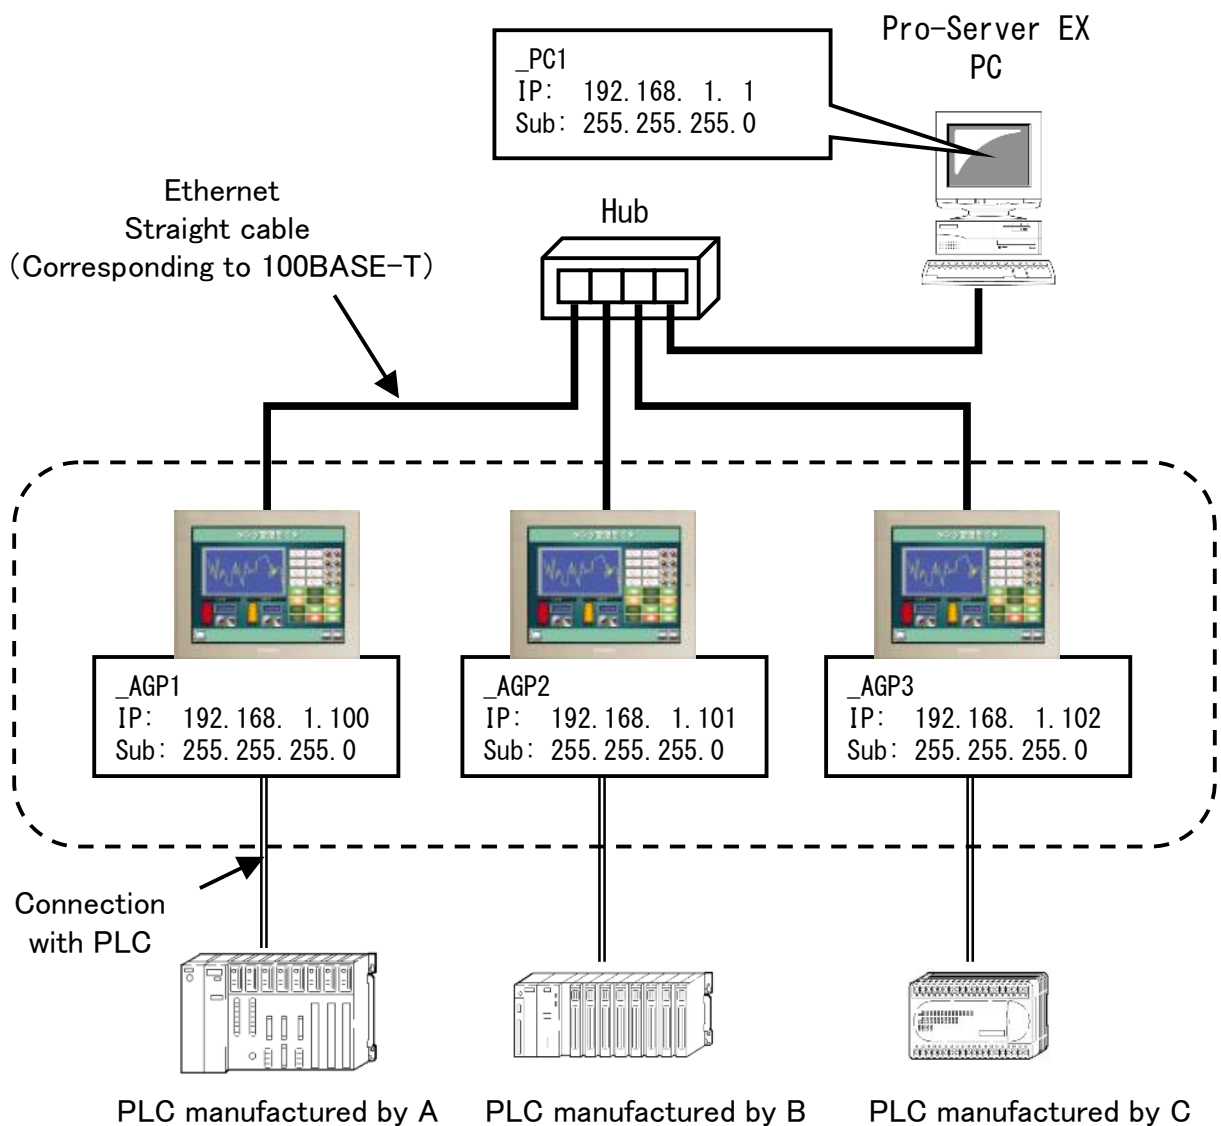 Pro-Server EX
PC
_PC1
IP: 192.168. 1. 1
Sub: 255.255.255.0
Ethernet
Straight cable
(Corresponding to 100BASE-T)
Hub
_AGP1
IP: 192.168. 1.100
Sub: 255.255.255.0
_AGP2
IP: 192.168. 1.101
Sub: 255.255.255.0
_AGP3
IP: 192.168. 1.102
Sub: 255.255.255.0
Connection
with PLC
PLC manufactured by A
PLC manufactured by B
PLC manufactured by C